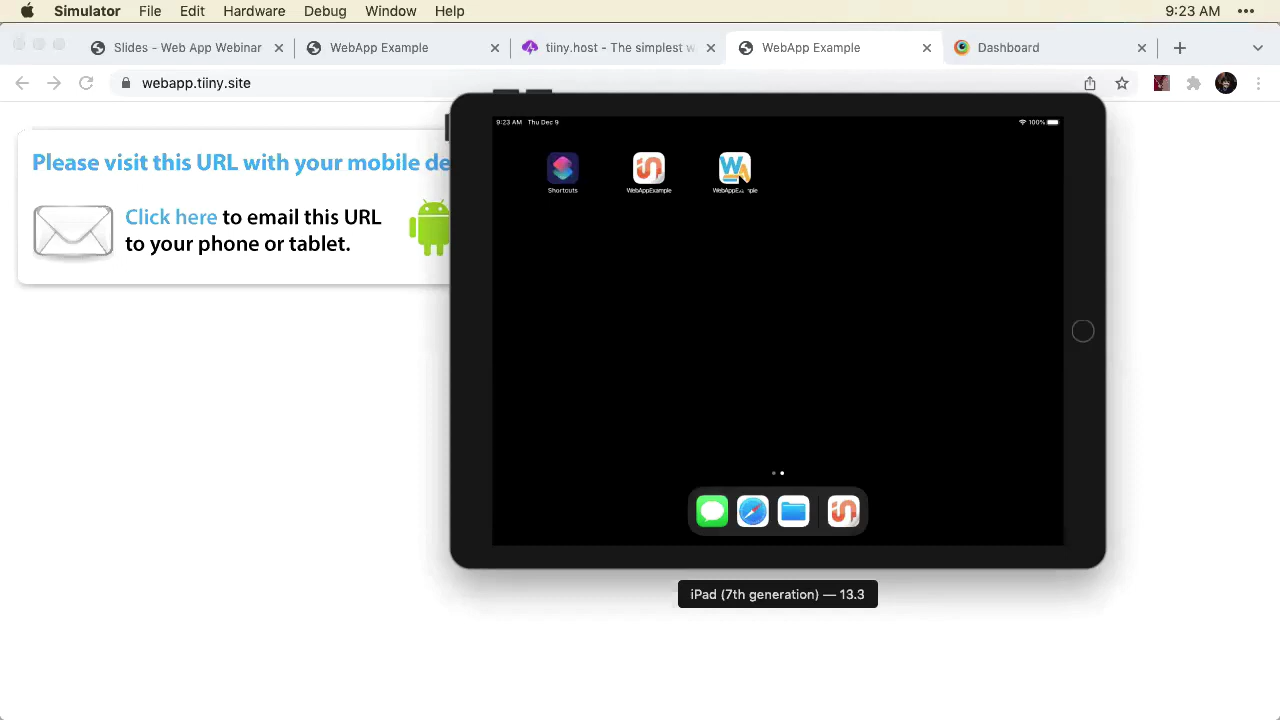 Simulator File Edit Hardware Debug Window Help 9:23 AM
Slides - Web App Webinar WebApp Example tiiny.host - The simplest w WebApp Example Dashboard
webapp.tiiny.site
9:23 AM Thu Dec 9 100%
Please visit this URL with your mobile de
Shortcuts WebAppExample
Click here to email this URL
to your phone or tablet.
iPad (7th generation) — 13.3